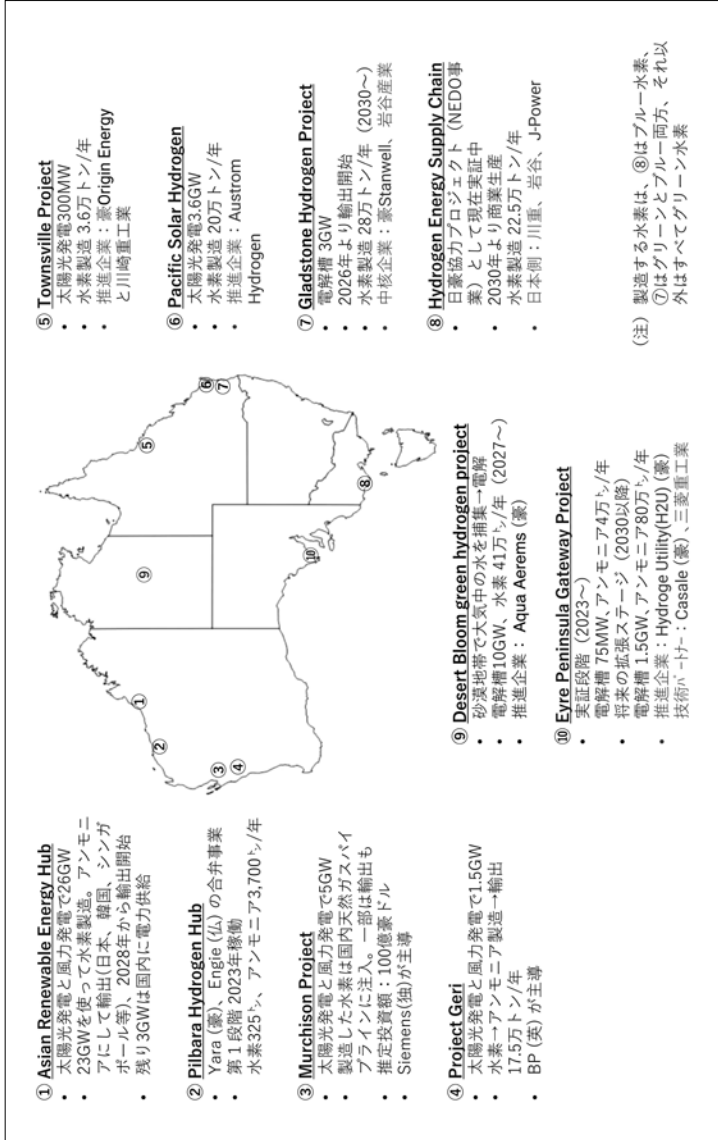 ① Asian Renewable Energy Hub
• 太陽光発電と風力発電で26GW
• 23GWを使って水素製造。アンモニ
アにして輸出(日本、韓国、シンガ
ポール等)、2028年から輸出開始
• 残り3GWは国内に電力供給
② Pilbara Hydrogen Hub
• Yara (豪)、Engie (仏) の合弁事業
• 第１段階 2023年稼働
水素325㌧、アンモニア3,700㌧/年
③ Murchison Project
• 太陽光発電と風力発電で5GW
• 製造した水素は国内天然ガスパイ
プラインに注入。一部は輸出も
• 推定投資額：100億豪ドル
• Siemens(独)が主導
④ Project Geri
• 太陽光発電と風力発電で1.5GW
• 水素→アンモニア製造→輸出
17.5万トン/年
• BP (英) が主導
①
②
③
④
⑤
⑥
⑦
⑧
⑨
⑩
⑨ Desert Bloom green hydrogen project
• 砂漠地帯で大気中の水を捕集→電解
• 電解槽10GW、水素 41万㌧/年 (2027～)
• 推進企業： Aqua Aerems (豪)
⑩ Eyre Peninsula Gateway Project
• 実証段階 (2023～)
電解槽 75MW、アンモニア4万㌧/年
• 将来の拡張ステージ (2030以降)
電解槽 1.5GW、アンモニア80万㌧/年
• 推進企業：Hydroge Utility(H2U) (豪)
技術ﾊﾟｰﾄﾅｰ：Casale (豪)、三菱重工業
⑤ Townsville Project
• 太陽光発電300MW
• 水素製造 3.6万トン/年
• 推進企業：豪Origin Energy
と川崎重工業
⑥ Pacific Solar Hydrogen
• 太陽光発電3.6GW
• 水素製造 20万トン/年
• 推進企業：Austrom
Hydrogen
⑦ Gladstone Hydrogen Project
• 電解槽 3GW
• 2026年より輸出開始
• 水素製造 28万トン/年 (2030～)
• 中核企業：豪Stanwell、岩谷産業
⑧ Hydrogen Energy Supply Chain
• 日豪協力プロジェクト (NEDO事
業) として現在実証中
• 2030年より商業生産
水素製造 22.5万トン/年
• 日本側：川重、岩谷、J-Power
(注) 製造する水素は、⑧はブルー水素、
⑦はグリーンとブルー両方、それ以
外はすべてグリーン水素